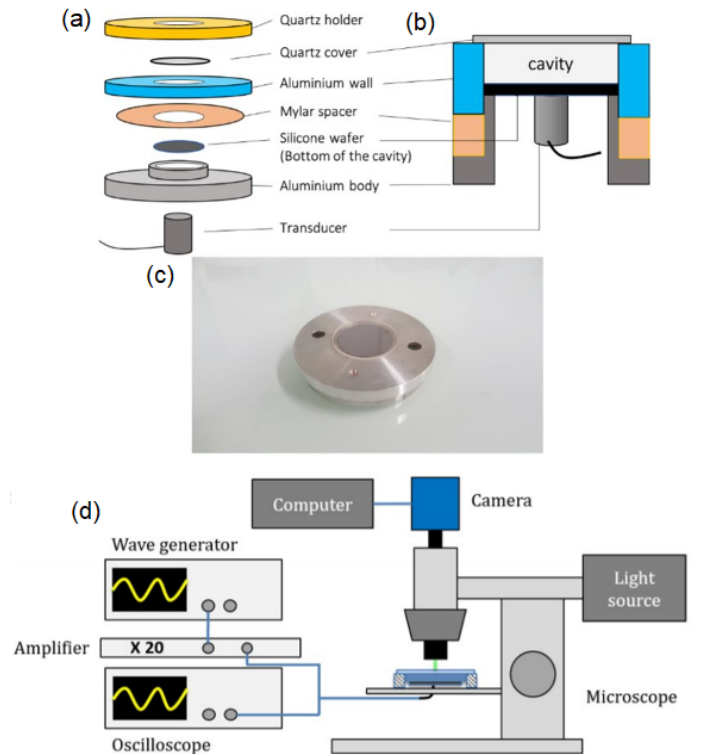 (a)
Quartz holder
Quartz cover
Aluminium wall
Mylar spacer
Silicone wafer
(Bottom of the cavity)
Aluminium body
Transducer
(b)
cavity
(c)
(d)
Computer
Camera
Wave generator
Light
source
Amplifier
X 20
Microscope
Oscilloscope